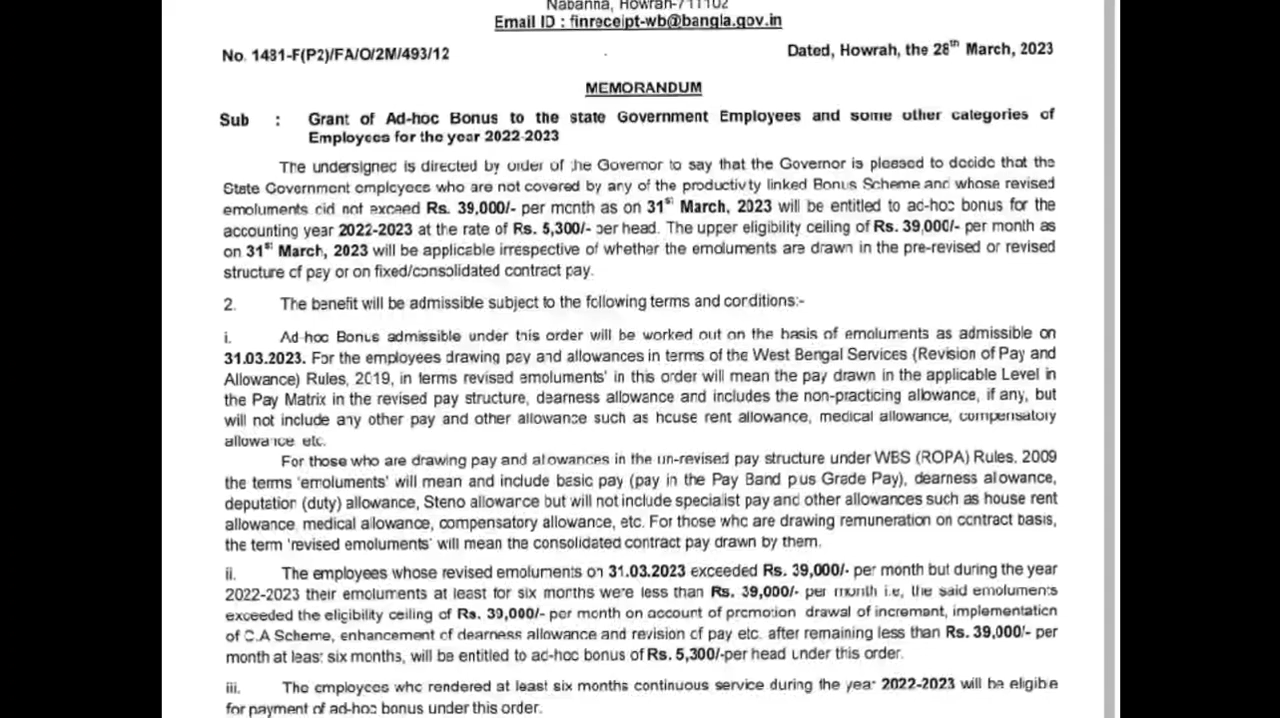 Nabanna, Howrah-711102
Email ID : finreceipt-wb@bangla.gov.in
No. 1431-F(P2)/FA/O/2M/493/12
Dated, Howrah, the 28th March, 2023
MEMORANDUM
Sub : Grant of Ad-hoc Bonus to the state Government Employees and some other categories of
Employees for the year 2022-2023
The undersigned is directed by order of the Governor to say that the Governor is pleased to decide that the
State Government employees who are not covered by any of the productivty linked Bonus Scheme and whose revised
emoluments did not exceed Rs. 39,000/- per month as on 31st March, 2023 will be entitled to ad-hoc bonus for the
accounting year 2022-2023 at the rate of Rs. 5,300/- per head. The upper eligibility ceiling of Rs. 39,000/- per month as
on 31st March, 2023 will be applicable irrespective of whether the emoluments are drawn in the pre-revised or revised
structure of pay or on fixed/consolidated contract pay.
2. The benefit will be admissible subject to the following terms and conditions:-
i. Ad-hoc Bonus admissible under this order will be worked out on the basis of emoluments as admissible on
31.03.2023. For the employees drawing pay and allowances in terms of the West Bengal Services (Revision of Pay and
Allowance) Rules, 2019, in terms revised emoluments' in this order will mean the pay drawn in the applicable Level in
the Pay Matrix in the revised pay structure, dearness allowance and includes the non-practicing allowance, if any, but
will not include any other pay and other allowance such as house rent allowance, medical allowance, compensatory
allowance etc.
For those who are drawing pay and allowances in the un-revised pay structure under WBS (ROPA) Rules, 2009
the terms 'emoluments' will mean and include basic pay (pay in the Pay Band plus Grade Pay), dearness allowance,
deputation (duty) allowance, Steno allowance but will not include specialist pay and other allowances such as house rent
allowance, medical allowance, compensatory allowance, etc. For those who are drawing remuneration on contract basis,
the term 'revised emoluments' will mean the consolidated contract pay drawn by them.
ii. The employees whose revised emoluments on 31.03.2023 exceeded Rs. 39,000/- per month but during the year
2022-2023 their emoluments at least for six months were less than Rs. 39,000/- per month i.e, the said emoluments
exceeded the eligibility ceiling of Rs. 39,000/- per month on account of promotion drawal of increment, implementation
of C.A Scheme, enhancement of dearness allowance and revision of pay etc. after remaining less than Rs. 39,000/- per
month at least six months, will be entitled to ad-hoc bonus of Rs. 5,300/-per head under this order.
iii. The employees who rendered at least six months continuous service during the year 2022-2023 will be eligible
for payment of ad-hoc bonus under this order.